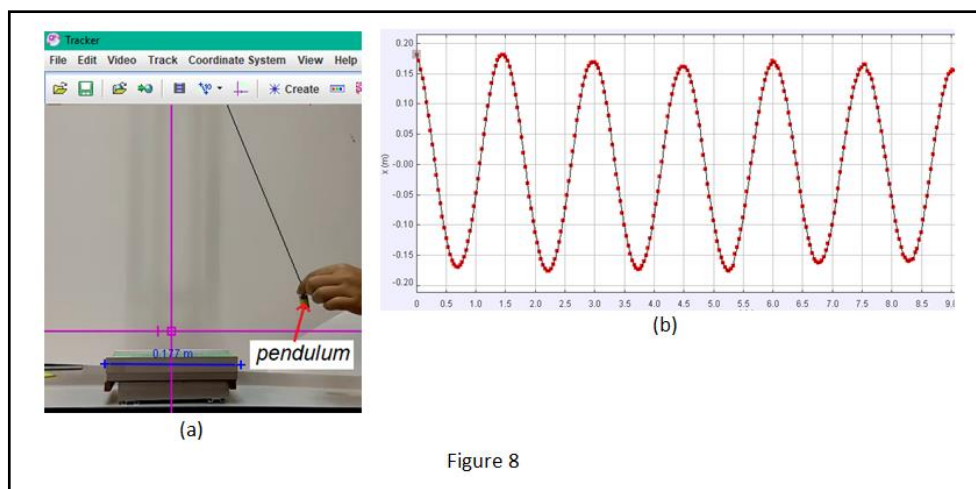 Tracker
File Edit Video Track Coordinate System View Help
Create
0.177 m
pendulum
(a)
0.20
0.15
0.10
0.05
-0.00
-0.05
-0.10
-0.15
-0.20
x (m)
0 0.5 1.0 1.5 2.0 2.5 3.0 3.5 4.0 4.5 5.0 5.5 6.0 6.5 7.0 7.5 8.0 8.5 9.0
(b)
Figure 8